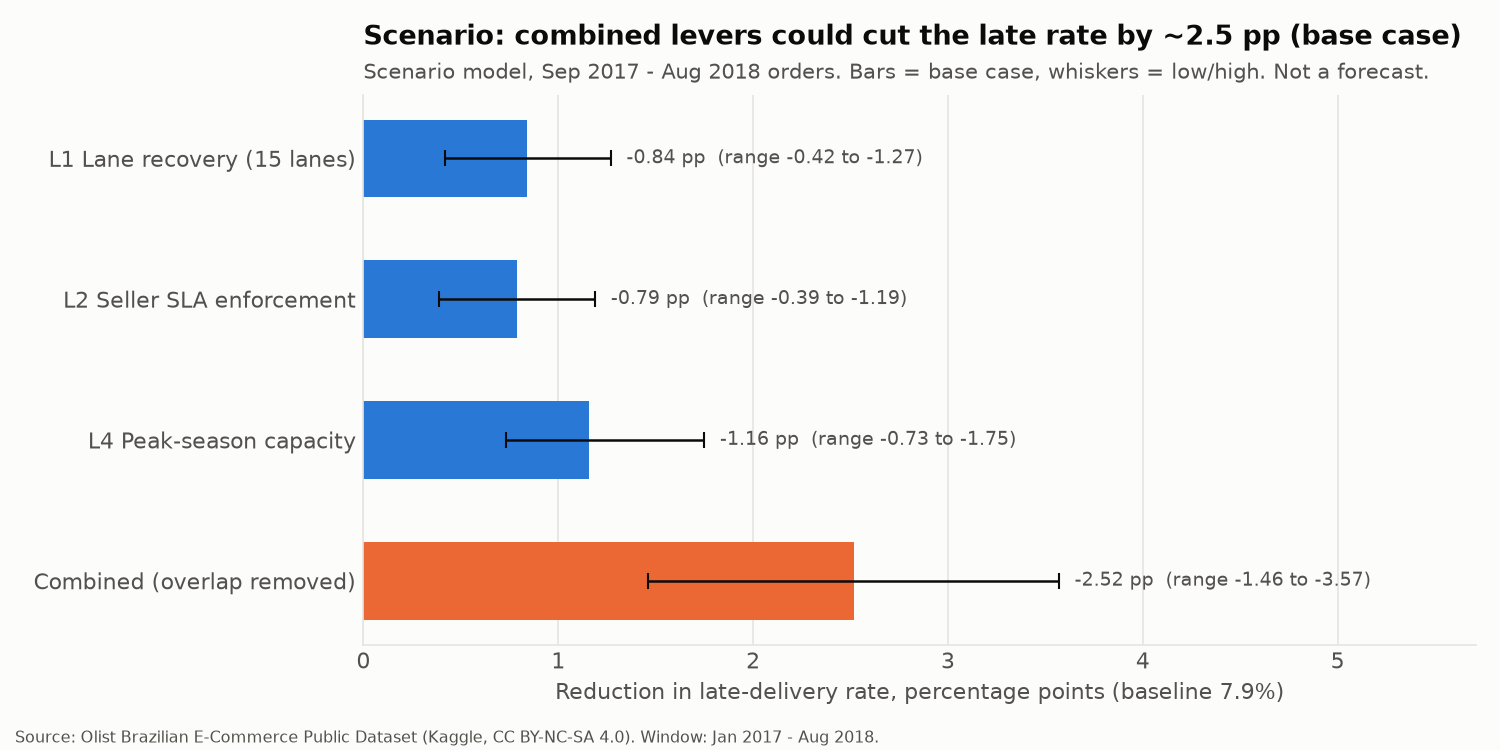 Scenario: combined levers could cut the late rate by ~2.5 pp (base case)
Scenario model, Sep 2017 - Aug 2018 orders. Bars = base case, whiskers = low/high. Not a forecast.
L1 Lane recovery (15 lanes)
-0.84 pp  (range -0.42 to -1.27)
L2 Seller SLA enforcement
-0.79 pp  (range -0.39 to -1.19)
L4 Peak-season capacity
-1.16 pp  (range -0.73 to -1.75)
Combined (overlap removed)
-2.52 pp  (range -1.46 to -3.57)
0 1 2 3 4 5
Reduction in late-delivery rate, percentage points (baseline 7.9%)
Source: Olist Brazilian E-Commerce Public Dataset (Kaggle, CC BY-NC-SA 4.0). Window: Jan 2017 - Aug 2018.